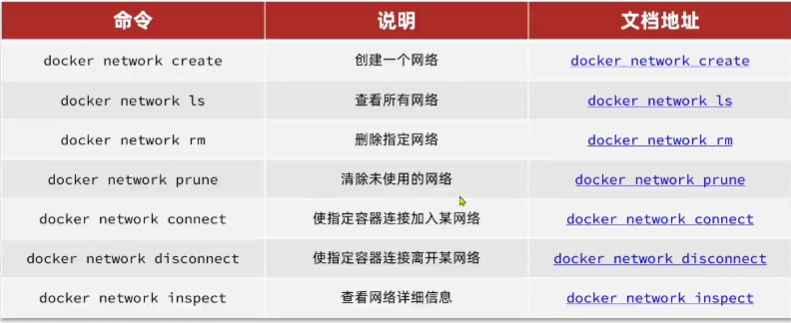 命令 说明 文档地址
docker network create 创建一个网络 docker network create
docker network ls 查看所有网络 docker network ls
docker network rm 删除指定网络 docker network rm
docker network prune 清除未使用的网络 docker network prune
docker network connect 使指定容器连接加入某网络 docker network connect
docker network disconnect 使指定容器连接离开某网络 docker network disconnect
docker network inspect 查看网络详细信息 docker network inspect